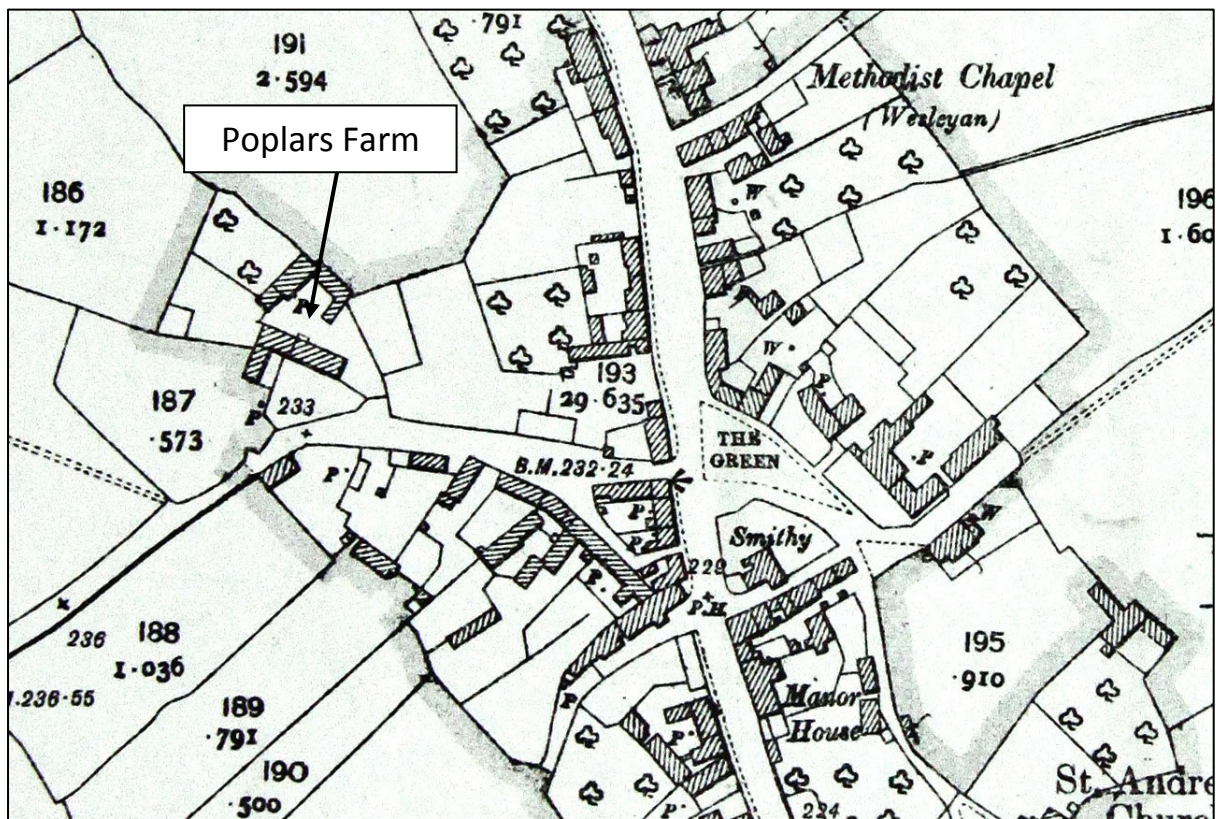 ·791
191
2·594
Methodist Chapel
(Wesleyan)
Poplars Farm
186
1·172
W
196
1·60
P
193
29·635
W
P
187
·573
P
233
THE
GREEN
B.M.232·24
P
P
P
P
W
Smithy
229
P.H.
P.
236
188
1·036
195
·910
.236·55
P
Manor
House
189
·791
P
190
·500
St. Andre
P
224
Churc